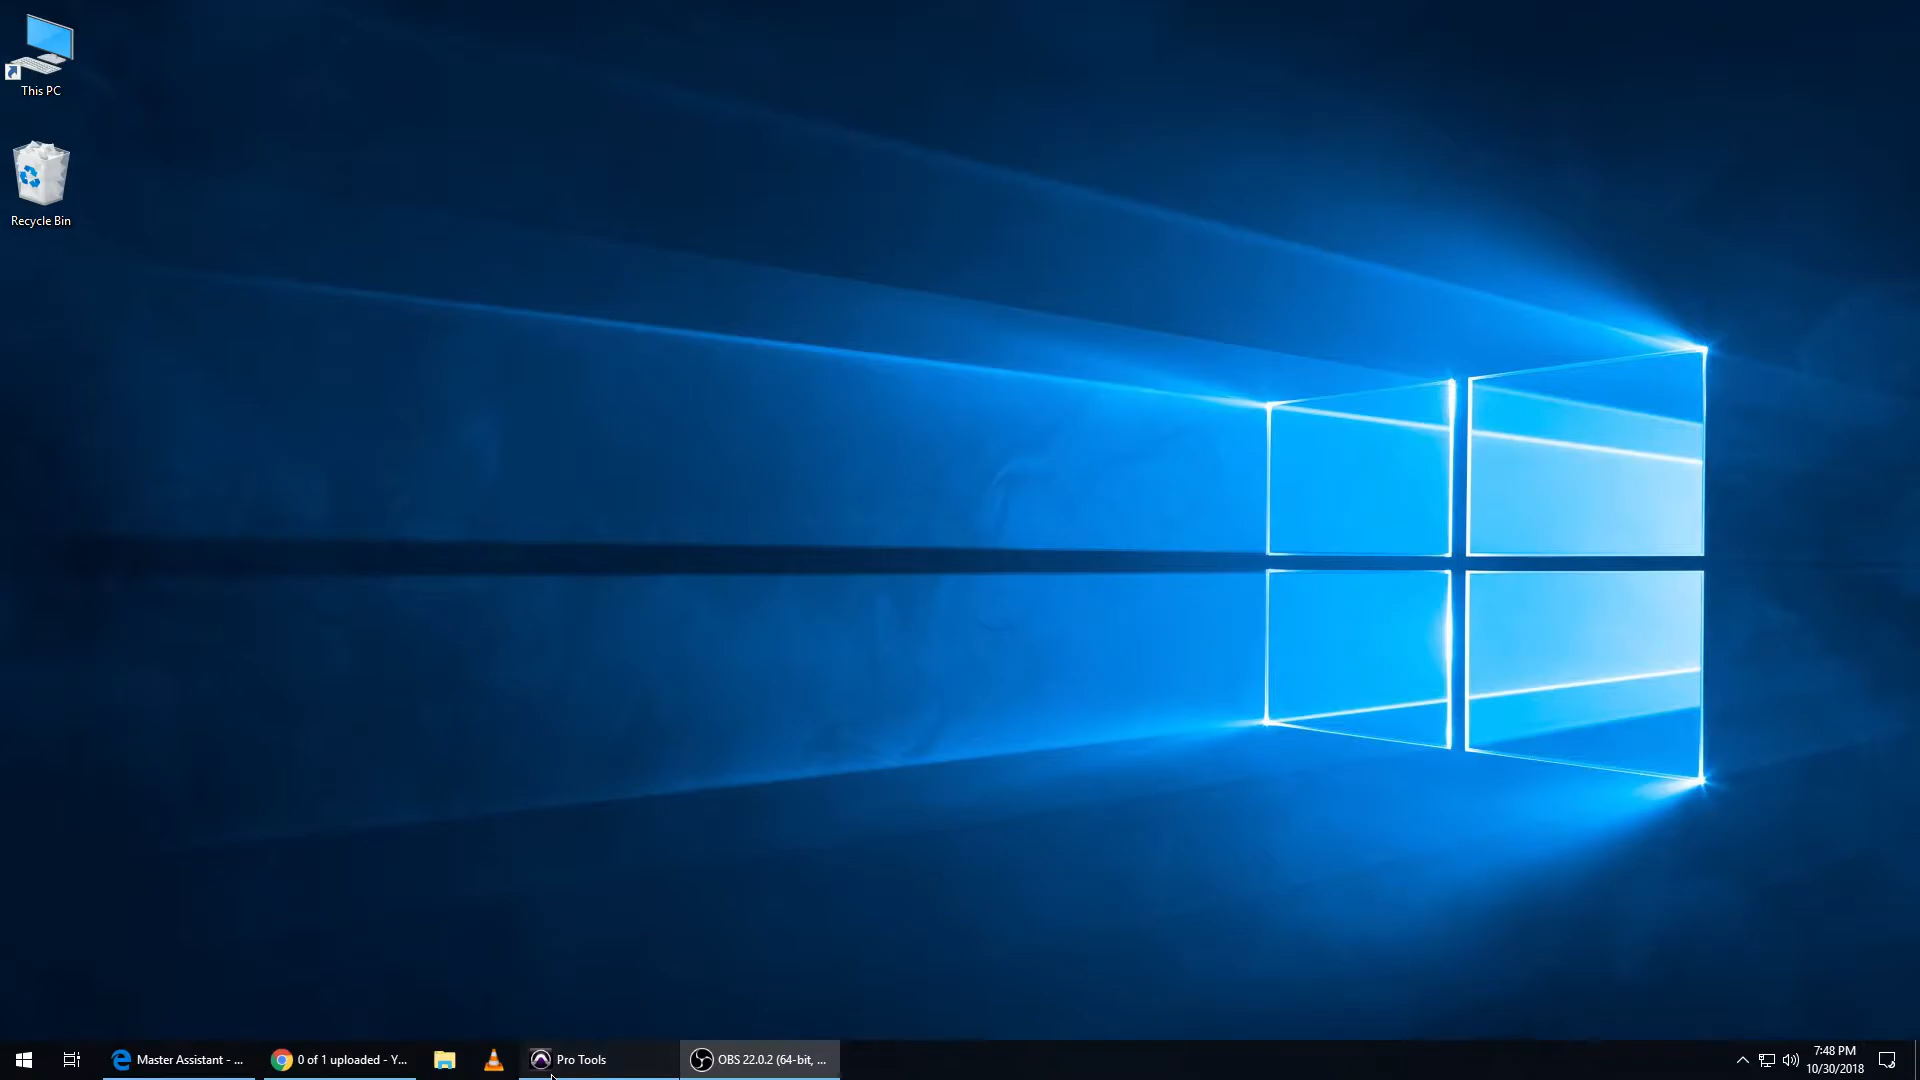 This PC
Recycle Bin
Master Assistant - ...
0 of 1 uploaded - Y...
Pro Tools
OBS 22.0.2 (64-bit, ...
7:48 PM
10/30/2018